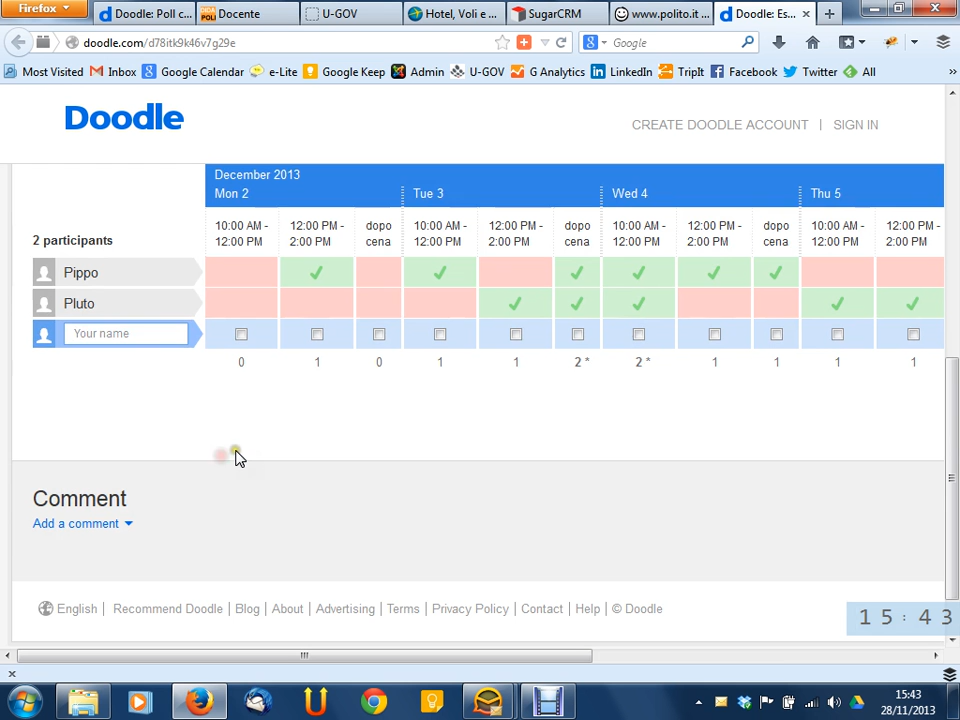 Firefox
Doodle: Poll c...
DIDA POLI
Docente
U-GOV
Hotel, Voli e ...
SugarCRM
www.polito.it ...
Doodle: Es...
doodle.com/d78itk9k46v7g29e
Google
Most Visited
Inbox
Google Calendar
e-Lite
Google Keep
Admin
U-GOV
G Analytics
LinkedIn
TripIt
Facebook
Twitter
All
Doodle
CREATE DOODLE ACCOUNT | SIGN IN
December 2013
Mon 2 Tue 3 Wed 4 Thu 5
2 participants
10:00 AM - 12:00 PM
12:00 PM - 2:00 PM
dopo cena
10:00 AM - 12:00 PM
12:00 PM - 2:00 PM
dopo cena
10:00 AM - 12:00 PM
12:00 PM - 2:00 PM
dopo cena
10:00 AM - 12:00 PM
12:00 PM - 2:00 PM
Pippo
Pluto
Your name
0 1 0 1 1 2 * 2 * 1 1 1 1
Comment
Add a comment
English | Recommend Doodle | Blog | About | Advertising | Terms | Privacy Policy | Contact | Help | © Doodle
15:43
15:43
28/11/2013